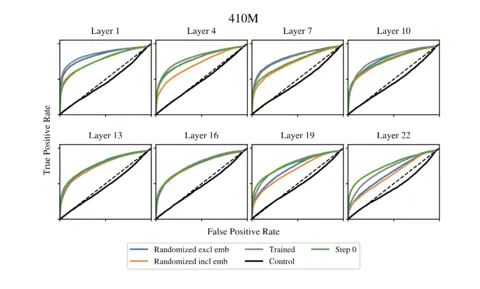 410M
Layer 1 Layer 4 Layer 7 Layer 10
Layer 13 Layer 16 Layer 19 Layer 22
True Positive Rate
False Positive Rate
Randomized excl emb Trained Step 0
Randomized incl emb Control